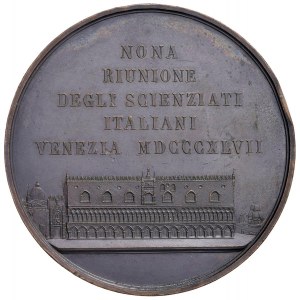 NONA
RIUNIONE
DEGLI SCIENZIATI
ITALIANI
VENEZIA MDCCCXLVII